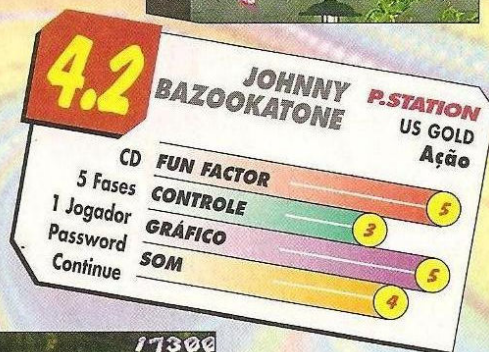 4.2
JOHNNY
BAZOOKATONE
P.STATION
US GOLD
Ação
CD
5 Fases
1 Jogador
Password
Continue
FUN FACTOR 5
CONTROLE 3
GRÁFICO 5
SOM 4
17300